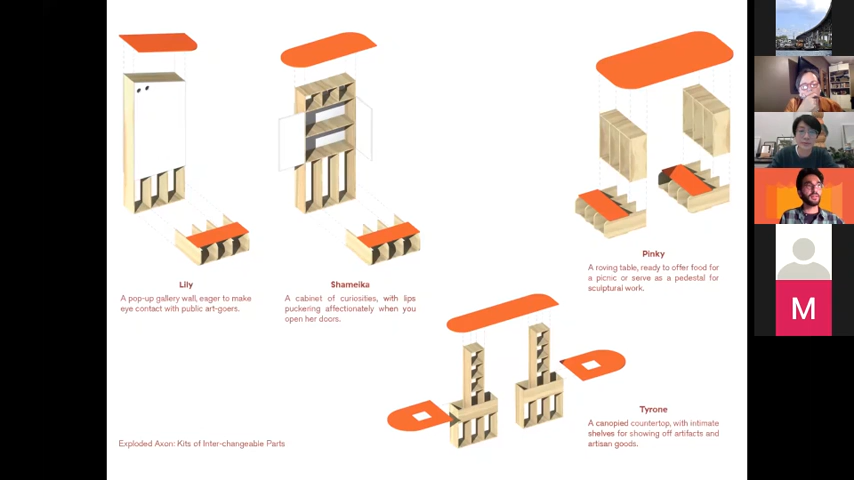 Lily
A pop-up gallery wall, eager to make
eye contact with public art-goers.
Shameika
A cabinet of curiosities, with lips
puckering affectionately when you
open her doors.
Pinky
A roving table, ready to offer food for
a picnic or serve as a pedestal for
sculptural work.
Tyrone
A canopied countertop, with intimate
shelves for showing off artifacts and
artisan goods.
Exploded Axon: Kits of Inter-changeable Parts
M